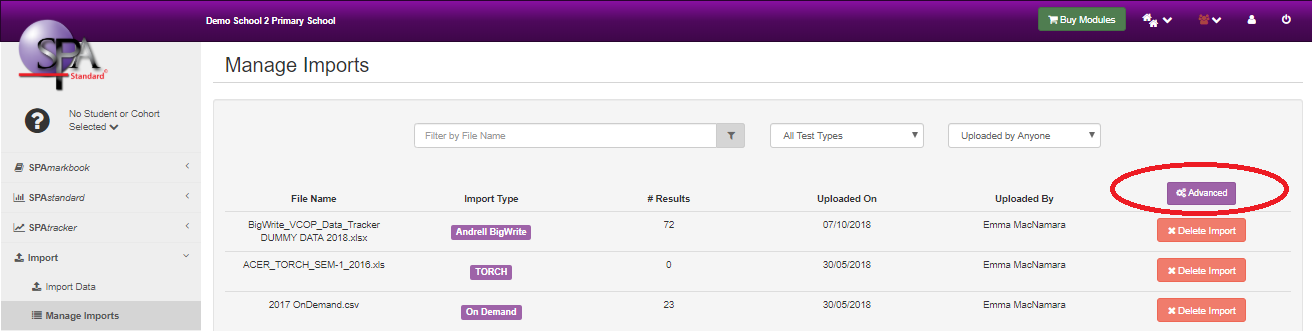 Demo School 2 Primary School
Buy Modules
SPA
Standard©
Manage Imports
No Student or Cohort
Selected
Filter by File Name
All Test Types
Uploaded by Anyone
SPAmarkbook
SPAstandard
SPAtracker
Import
Import Data
Manage Imports
File Name Import Type # Results Uploaded On Uploaded By Advanced
BigWrite_VCOP_Data_Tracker
DUMMY DATA 2018.xlsx
Andrell BigWrite
72
07/10/2018
Emma MacNamara
Delete Import
ACER_TORCH_SEM-1_2016.xls
TORCH
0
30/05/2018
Emma MacNamara
Delete Import
2017 OnDemand.csv
On Demand
23
30/05/2018
Emma MacNamara
Delete Import